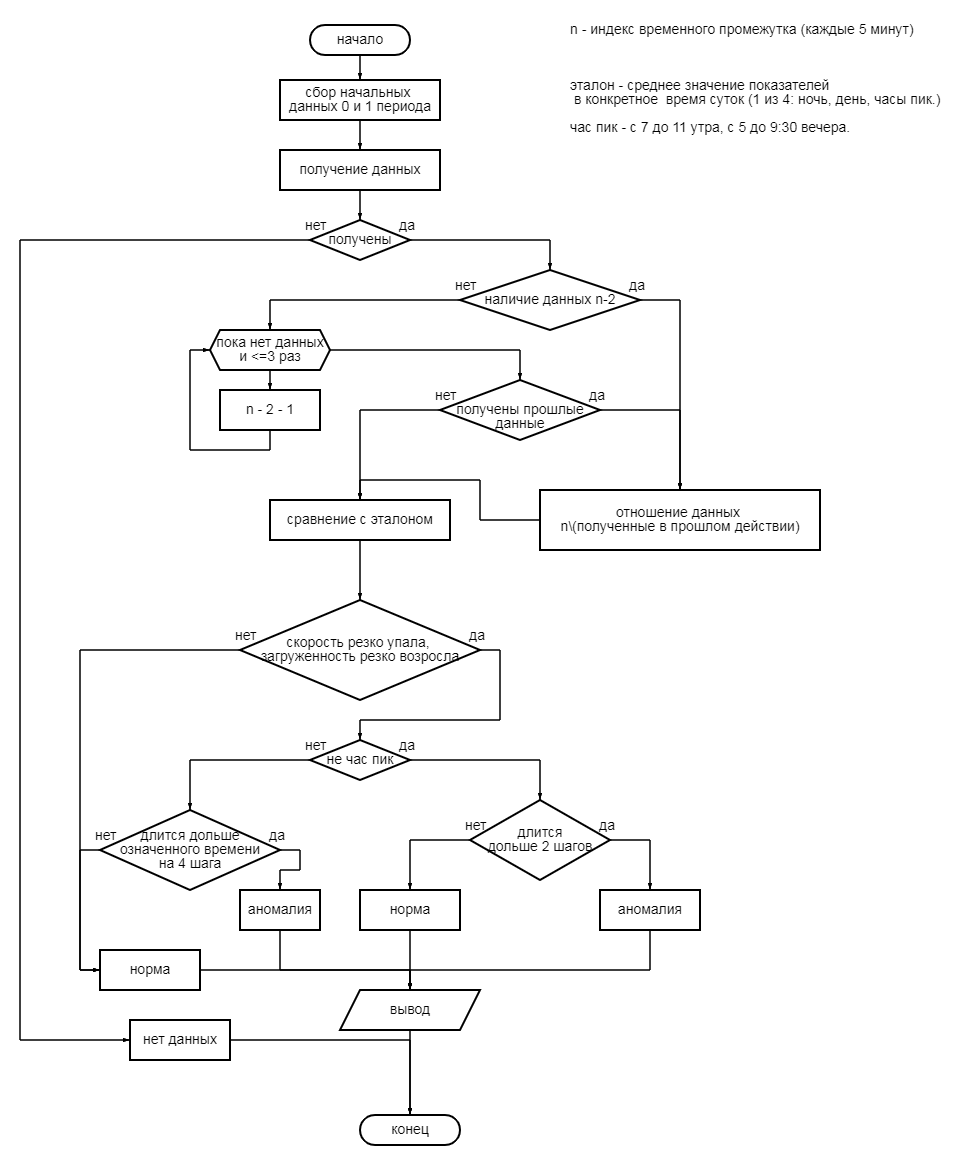 n - индекс временного промежутка (каждые 5 минут)
эталон - среднее значение показателей
в конкретное время суток (1 из 4: ночь, день, часы пик.)
час пик - с 7 до 11 утра, с 5 до 9:30 вечера.
начало
сбор начальных
данных 0 и 1 периода
получение данных
нет
да
получены
нет
да
наличие данных n-2
пока нет данных
и <=3 раз
n - 2 - 1
нет
да
получены прошлые
данные
сравнение с эталоном
отношение данных
n\(полученные в прошлом действии)
нет
да
скорость резко упала,
загруженность резко возросла
нет
да
не час пик
нет
да
длится дольше
означенного времени
на 4 шага
нет
да
длится
дольше 2 шагов
аномалия
норма
аномалия
норма
вывод
нет данных
конец